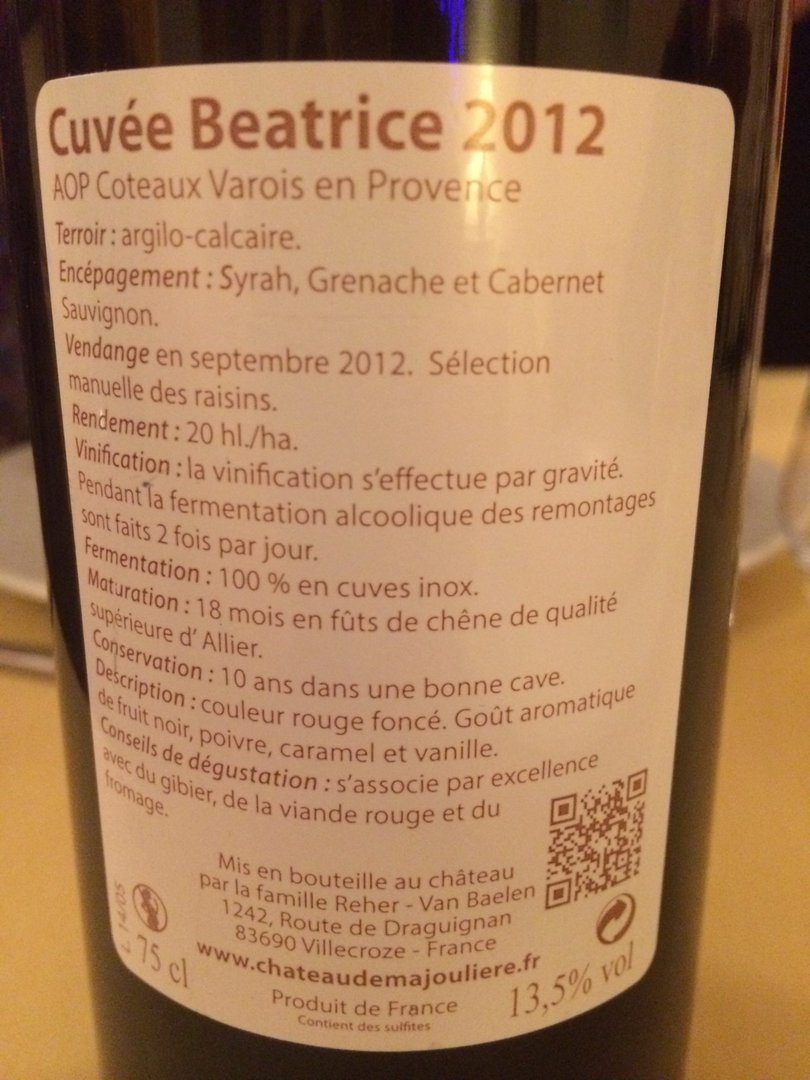 Cuvée Beatrice 2012
AOP Coteaux Varois en Provence
Terroir : argilo-calcaire.
Encépagement : Syrah, Grenache et Cabernet
Sauvignon.
Vendange en septembre 2012. Sélection
manuelle des raisins.
Rendement : 20 hl./ha.
Vinification : la vinification s'effectue par gravité.
Pendant la fermentation alcoolique des remontages
sont faits 2 fois par jour.
Fermentation : 100 % en cuves inox.
Maturation : 18 mois en fûts de chêne de qualité
supérieure d' Allier.
Conservation : 10 ans dans une bonne cave.
Description : couleur rouge foncé. Goût aromatique
de fruit noir, poivre, caramel et vanille.
Conseils de dégustation : s'associe par excellence
avec du gibier, de la viande rouge et du
fromage.
Mis en bouteille au château
par la famille Reher - Van Baelen
1242, Route de Draguignan
83690 Villecroze - France
www.chateaudemajouliere.fr
Produit de France
Contient des sulfites
L. 14/05
75 cl
13,5% vol